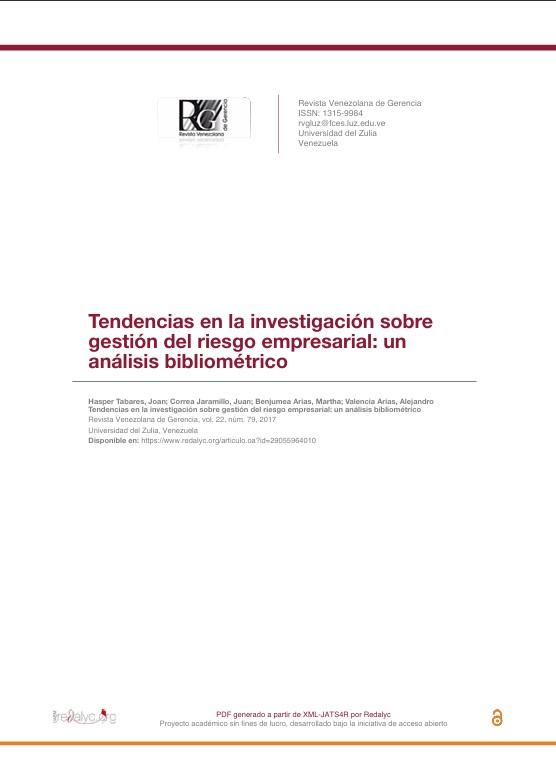 RG
Revista Venezolana
de Gerencia
Revista Venezolana de Gerencia
ISSN: 1315-9984
rvgluz@fces.luz.edu.ve
Universidad del Zulia
Venezuela
Tendencias en la investigación sobre
gestión del riesgo empresarial: un
análisis bibliométrico
Hasper Tabares, Joan; Correa Jaramillo, Juan; Benjumea Arias, Martha; Valencia Arias, Alejandro
Tendencias en la investigación sobre gestión del riesgo empresarial: un análisis bibliométrico
Revista Venezolana de Gerencia, vol. 22, núm. 79, 2017
Universidad del Zulia, Venezuela
Disponible en: https://www.redalyc.org/articulo.oa?id=29055964010
redalyc.org
PDF generado a partir de XML-JATS4R por Redalyc
Proyecto académico sin fines de lucro, desarrollado bajo la iniciativa de acceso abierto